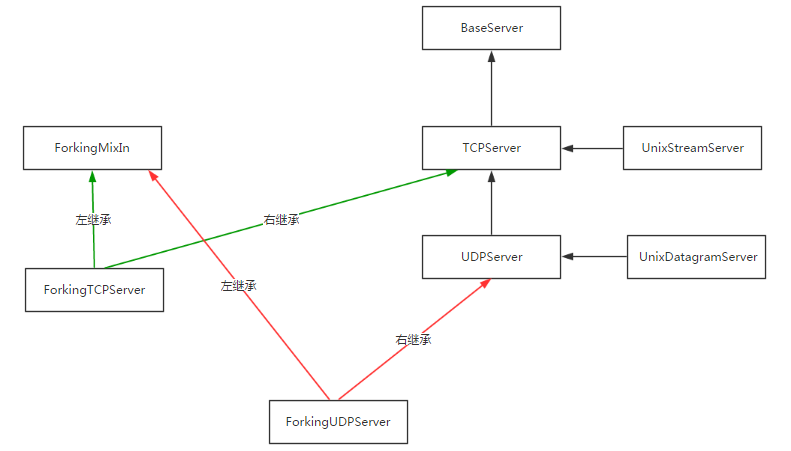 BaseServer
ForkingMixIn
TCPServer
UnixStreamServer
左继承
右继承
UDPServer
UnixDatagramServer
ForkingTCPServer
左继承
右继承
ForkingUDPServer